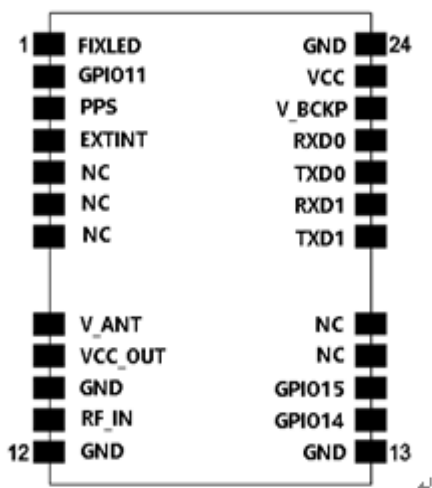 1 FIXLED GND 24
GPIO11 VCC
PPS V_BCKP
EXTINT RXD0
NC TXD0
NC RXD1
NC TXD1
V_ANT NC
VCC_OUT NC
GND GPIO15
RF_IN GPIO14
12 GND GND 13